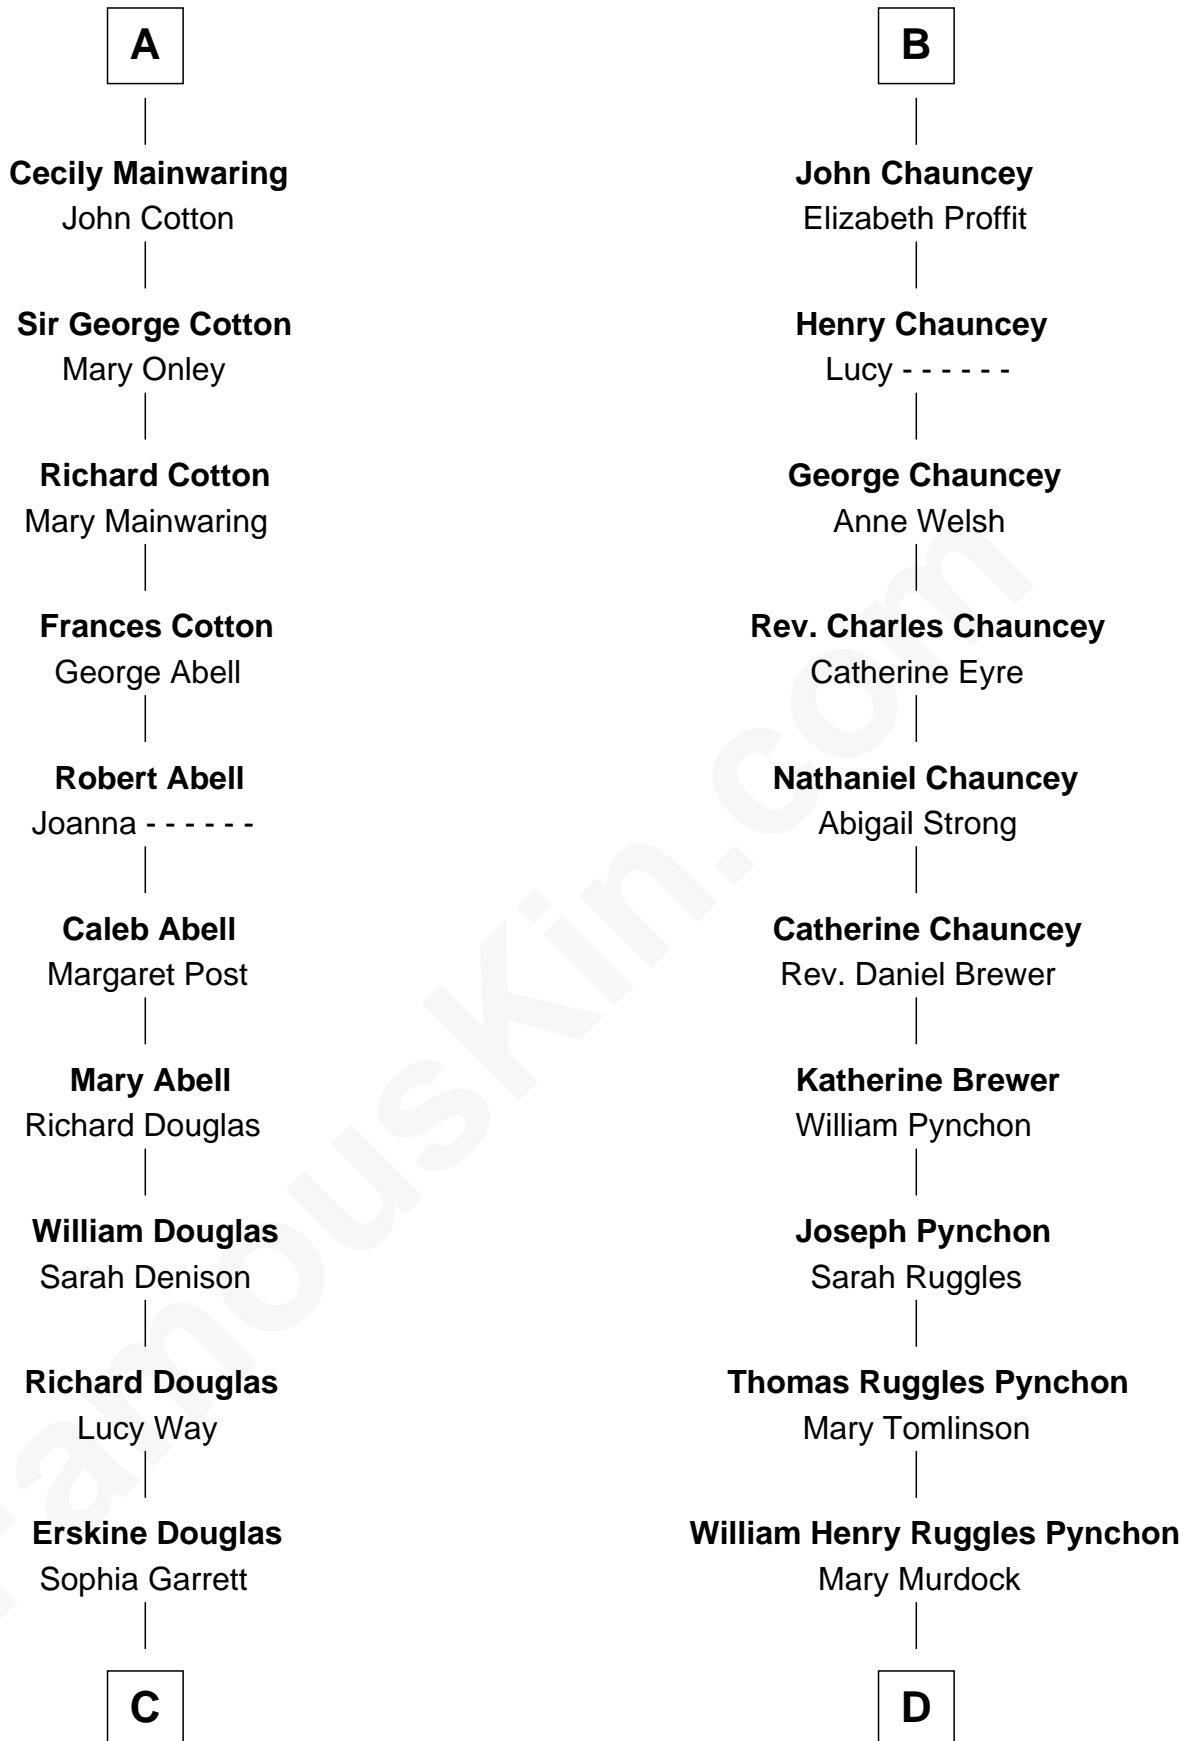 A
Cecily Mainwaring
John Cotton
Sir George Cotton
Mary Onley
Richard Cotton
Mary Mainwaring
Frances Cotton
George Abell
Robert Abell
Joanna - - - - - -
Caleb Abell
Margaret Post
Mary Abell
Richard Douglas
William Douglas
Sarah Denison
Richard Douglas
Lucy Way
Erskine Douglas
Sophia Garrett
C
B
John Chauncey
Elizabeth Proffit
Henry Chauncey
Lucy - - - - - -
George Chauncey
Anne Welsh
Rev. Charles Chauncey
Catherine Eyre
Nathaniel Chauncey
Abigail Strong
Catherine Chauncey
Rev. Daniel Brewer
Katherine Brewer
William Pynchon
Joseph Pynchon
Sarah Ruggles
Thomas Ruggles Pynchon
Mary Tomlinson
William Henry Ruggles Pynchon
Mary Murdock
D
FamousKin.com